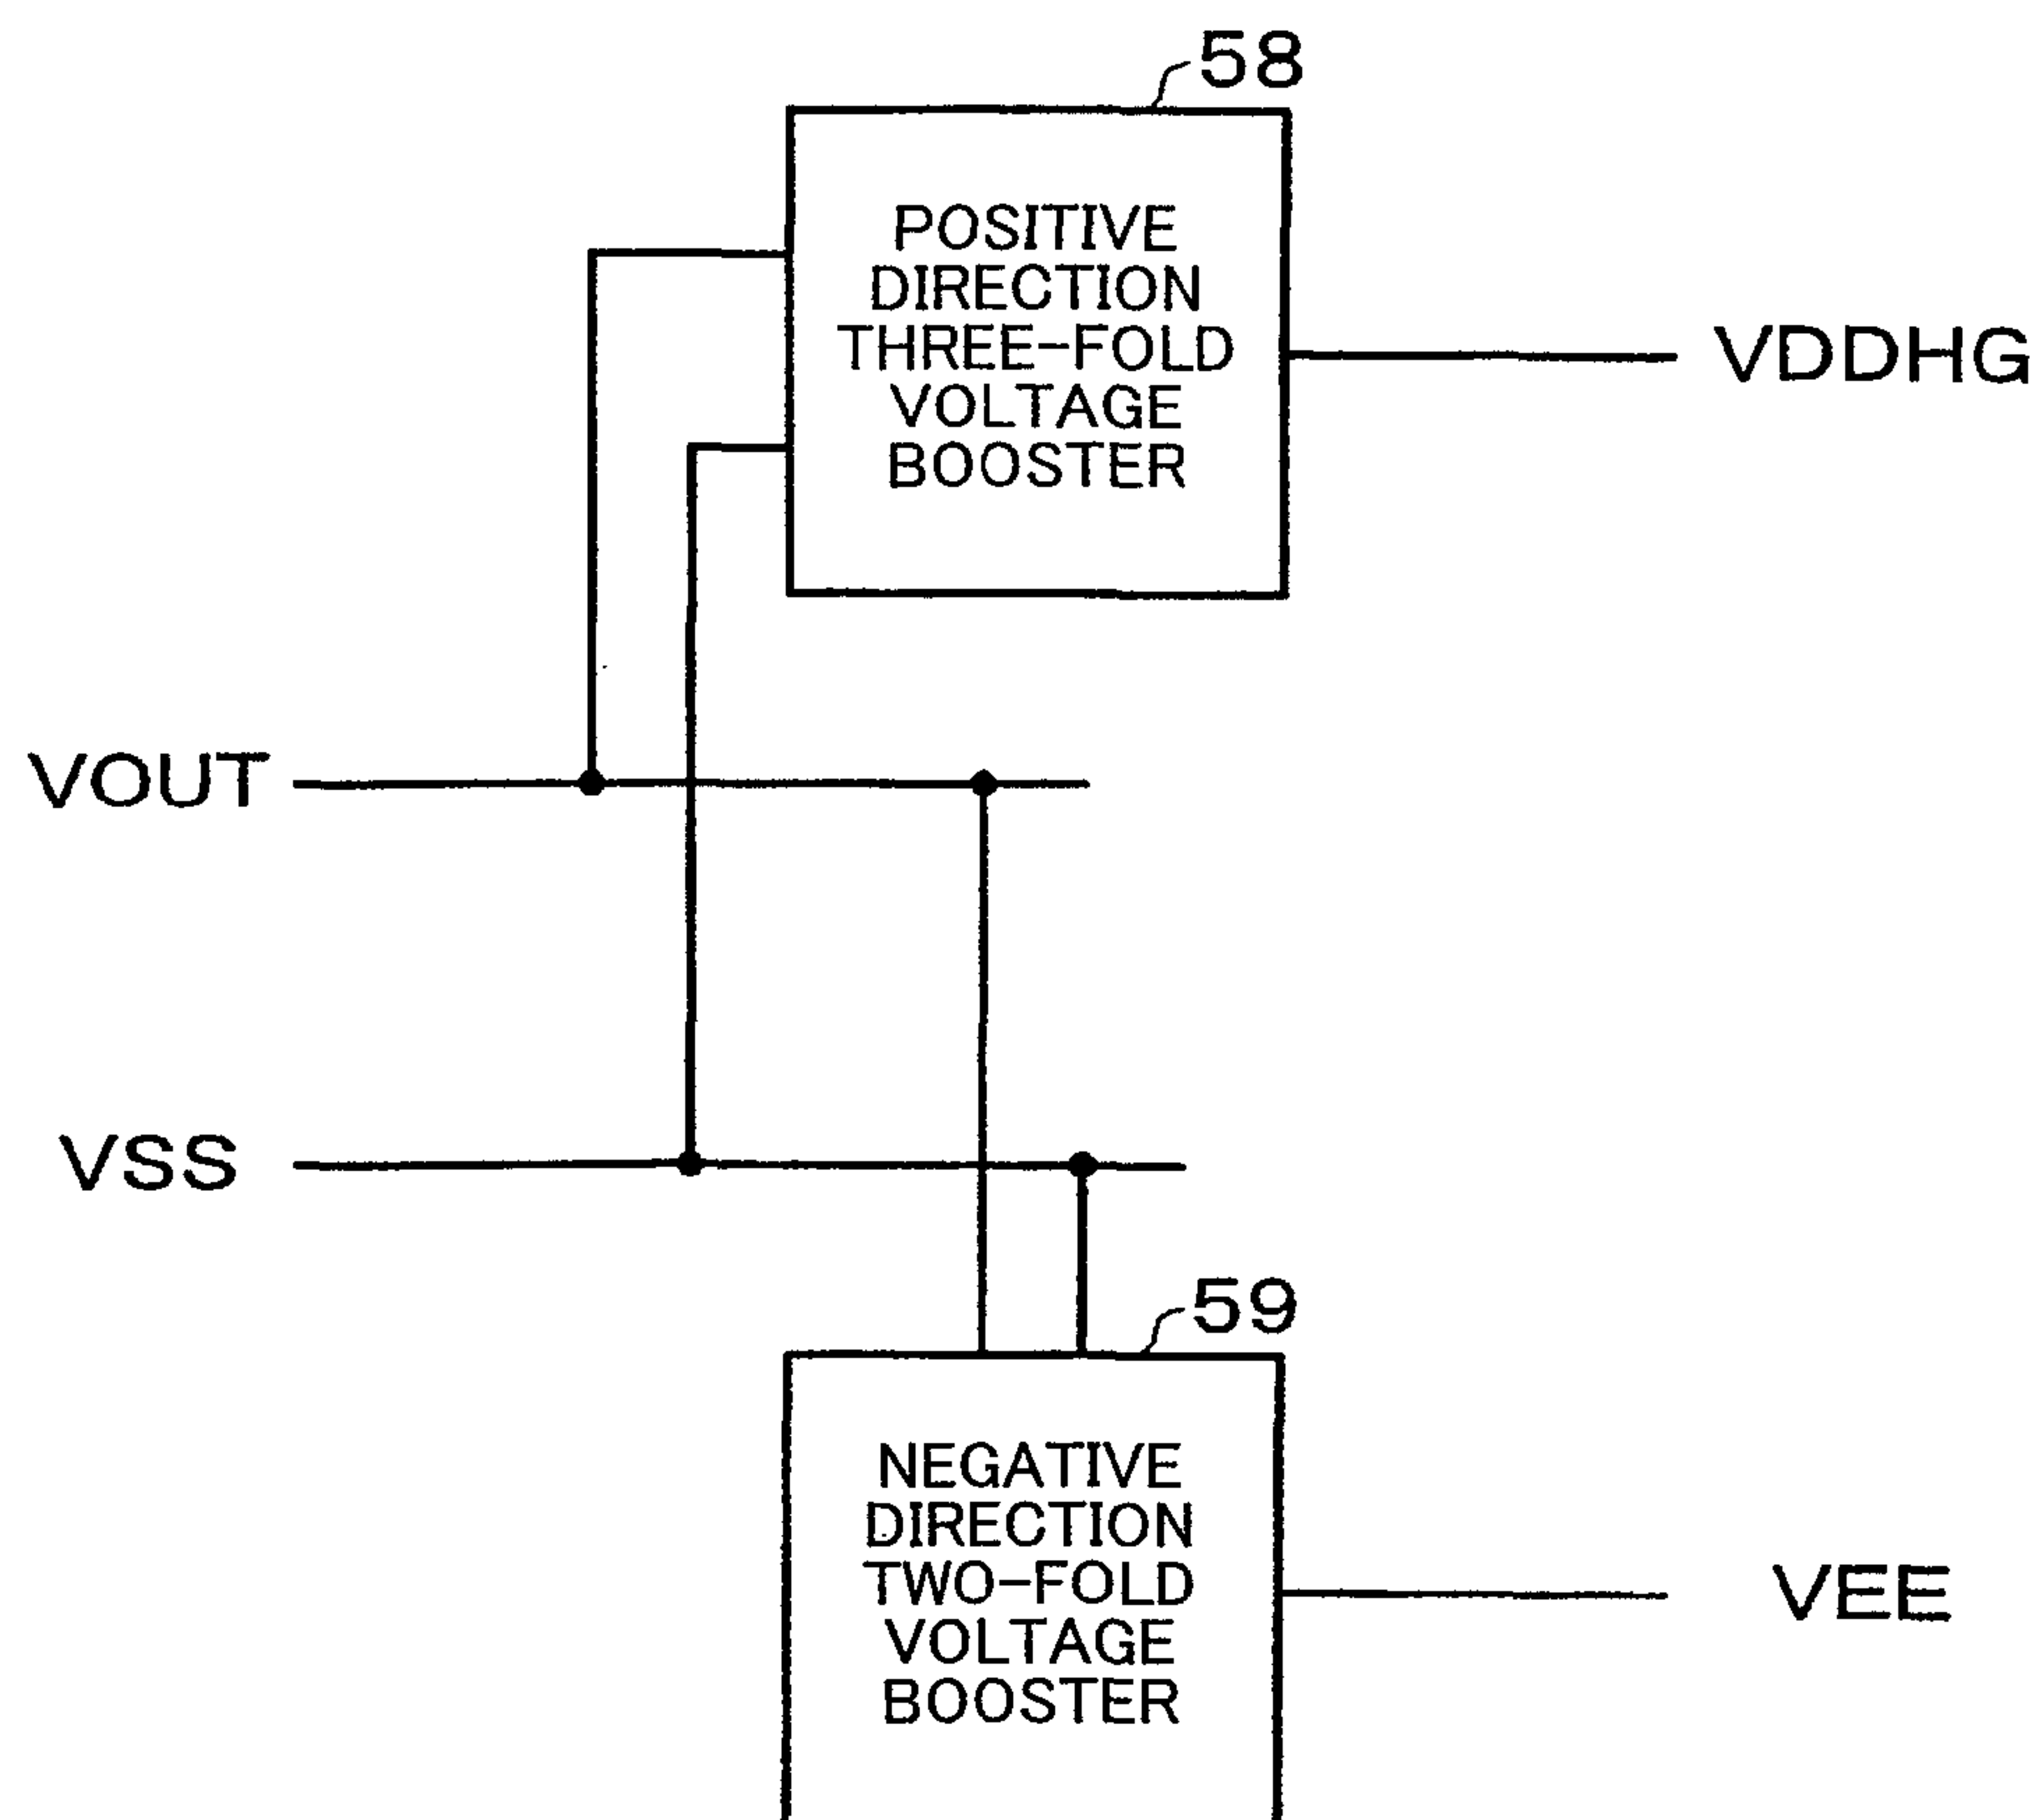 58
POSITIVE
DIRECTION
THREE-FOLD
VOLTAGE
BOOSTER
VDDHG
VOUT
VSS
59
NEGATIVE
DIRECTION
TWO-FOLD
VOLTAGE
BOOSTER
VEE